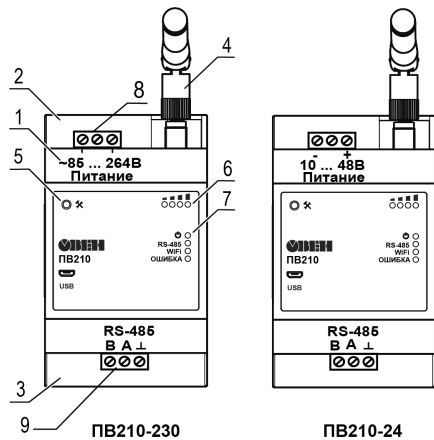 4
2
8
1
~85 ... 264В
Питание
10 ... 48В
- +
Питание
5
6
7
ОВЕН
RS-485
WiFi
ОШИБКА
ПВ210
USB
ОВЕН
RS-485
WiFi
ОШИБКА
ПВ210
USB
RS-485
B A ⊥
RS-485
B A ⊥
3
9
ПВ210-230
ПВ210-24